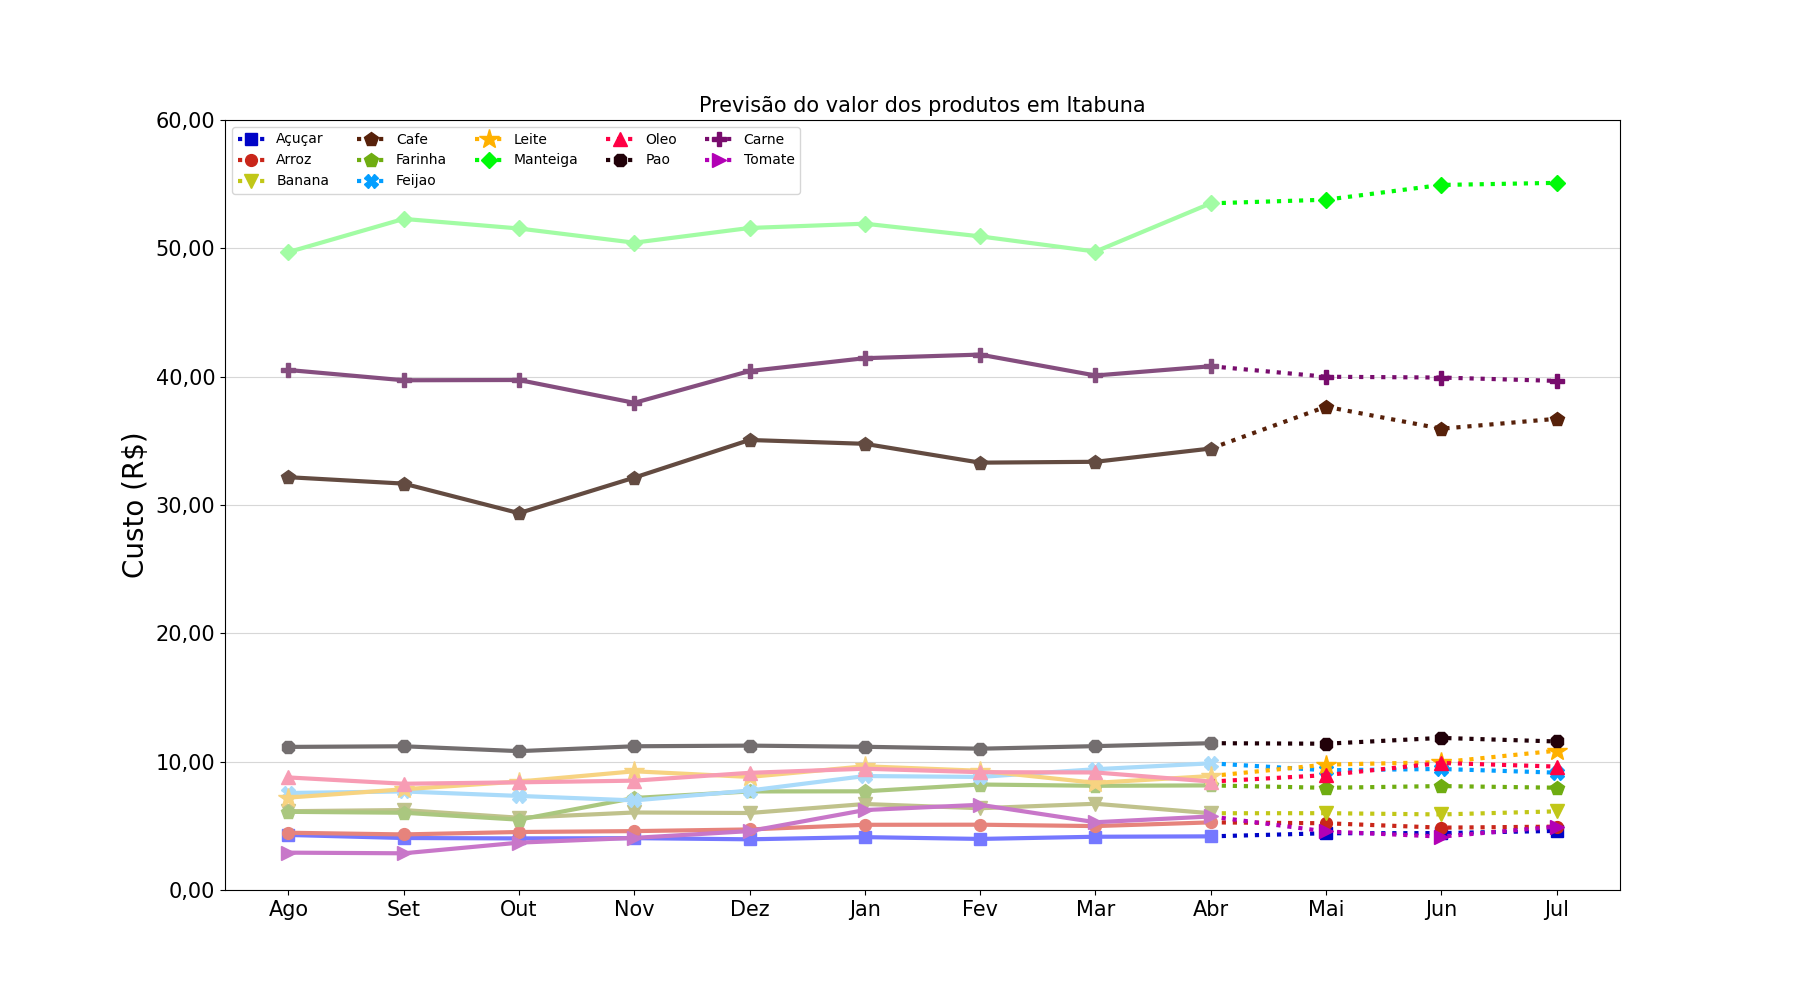 Previsão do valor dos produtos em Itabuna
60,00
50,00
40,00
30,00
20,00
10,00
0,00
Custo (R$)
Açuçar
Arroz
Banana
Cafe
Farinha
Feijao
Leite
Manteiga
Oleo
Pao
Carne
Tomate
Ago Set Out Nov Dez Jan Fev Mar Abr Mai Jun Jul